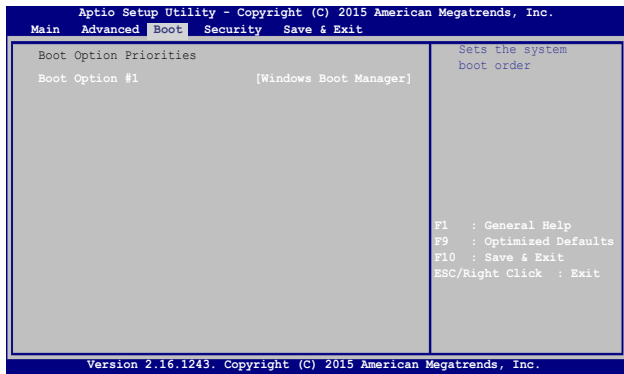 Aptio Setup Utility - Copyright (C) 2015 American Megatrends, Inc.
Main Advanced Boot Security Save & Exit
Boot Option Priorities
Boot Option #1 [Windows Boot Manager]
Sets the system
boot order
F1 : General Help
F9 : Optimized Defaults
F10 : Save & Exit
ESC/Right Click : Exit
Version 2.16.1243. Copyright (C) 2015 American Megatrends, Inc.